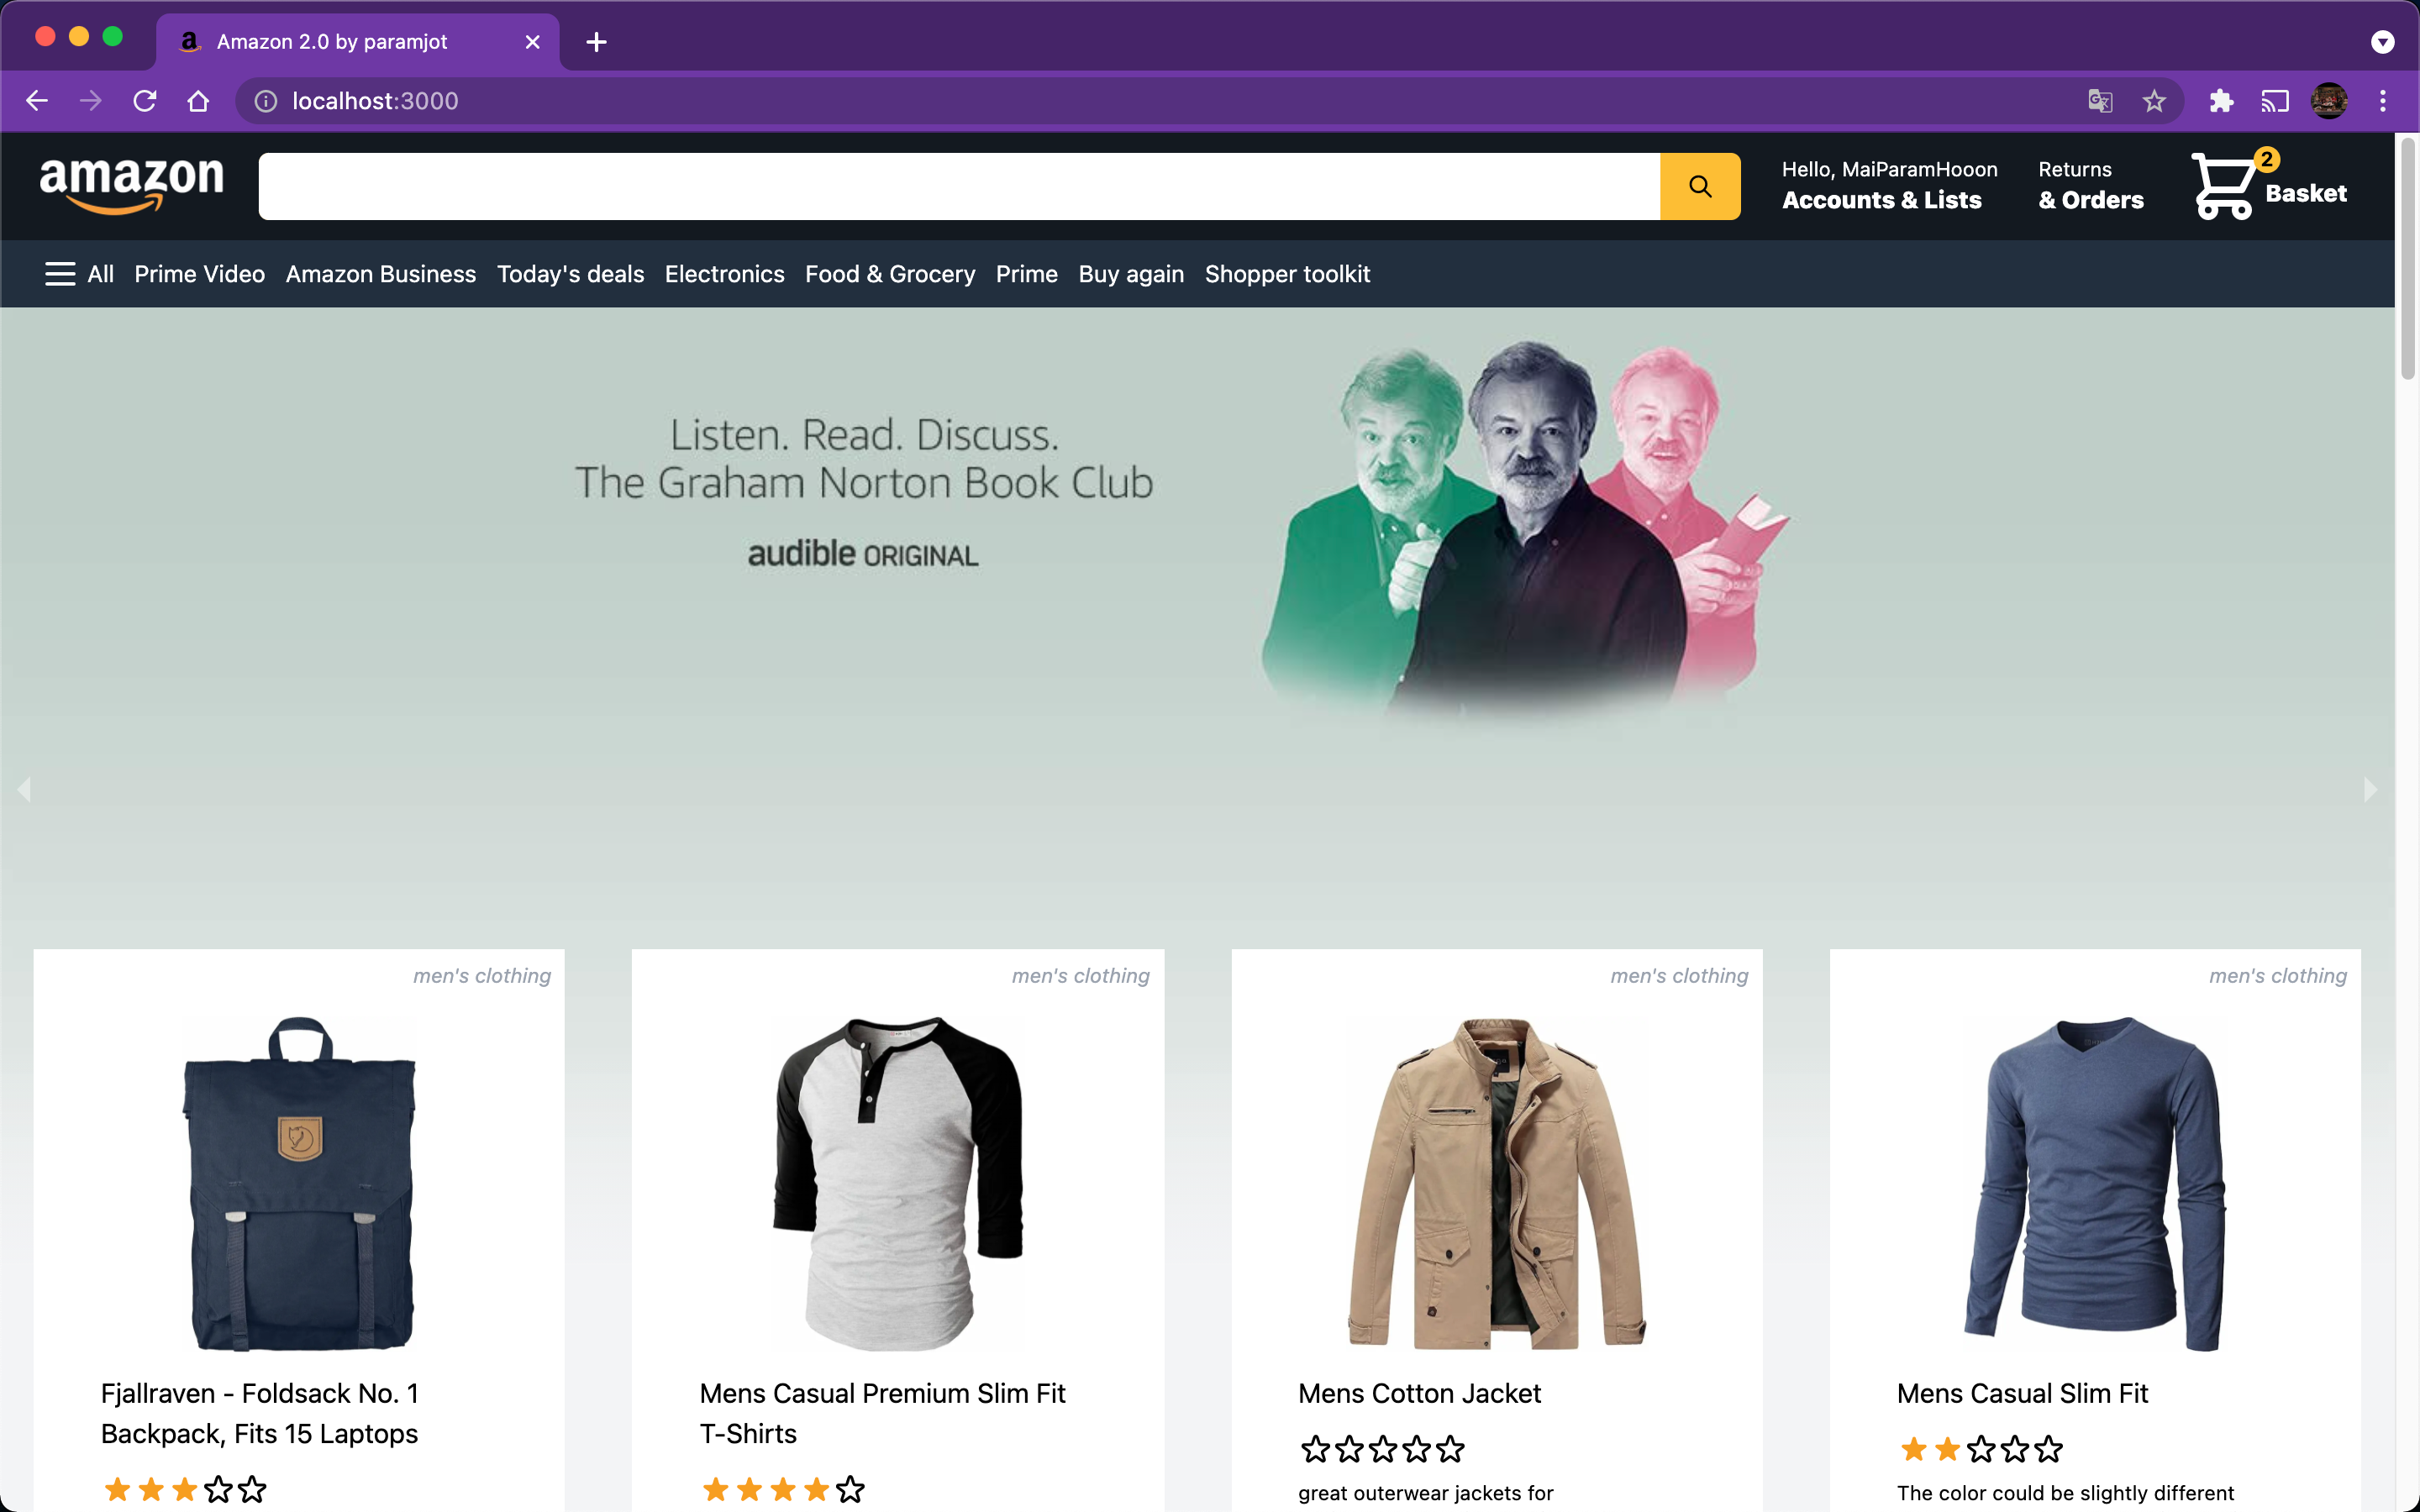 Amazon 2.0 by paramjot
localhost:3000
amazon
Hello, MaiParamHooon
Accounts & Lists
Returns
& Orders
2
Basket
All Prime Video Amazon Business Today's deals Electronics Food & Grocery Prime Buy again Shopper toolkit
Listen. Read. Discuss.
The Graham Norton Book Club
audible ORIGINAL
men's clothing
Fjallraven - Foldsack No. 1
Backpack, Fits 15 Laptops
men's clothing
Mens Casual Premium Slim Fit
T-Shirts
men's clothing
Mens Cotton Jacket
great outerwear jackets for
men's clothing
Mens Casual Slim Fit
The color could be slightly different